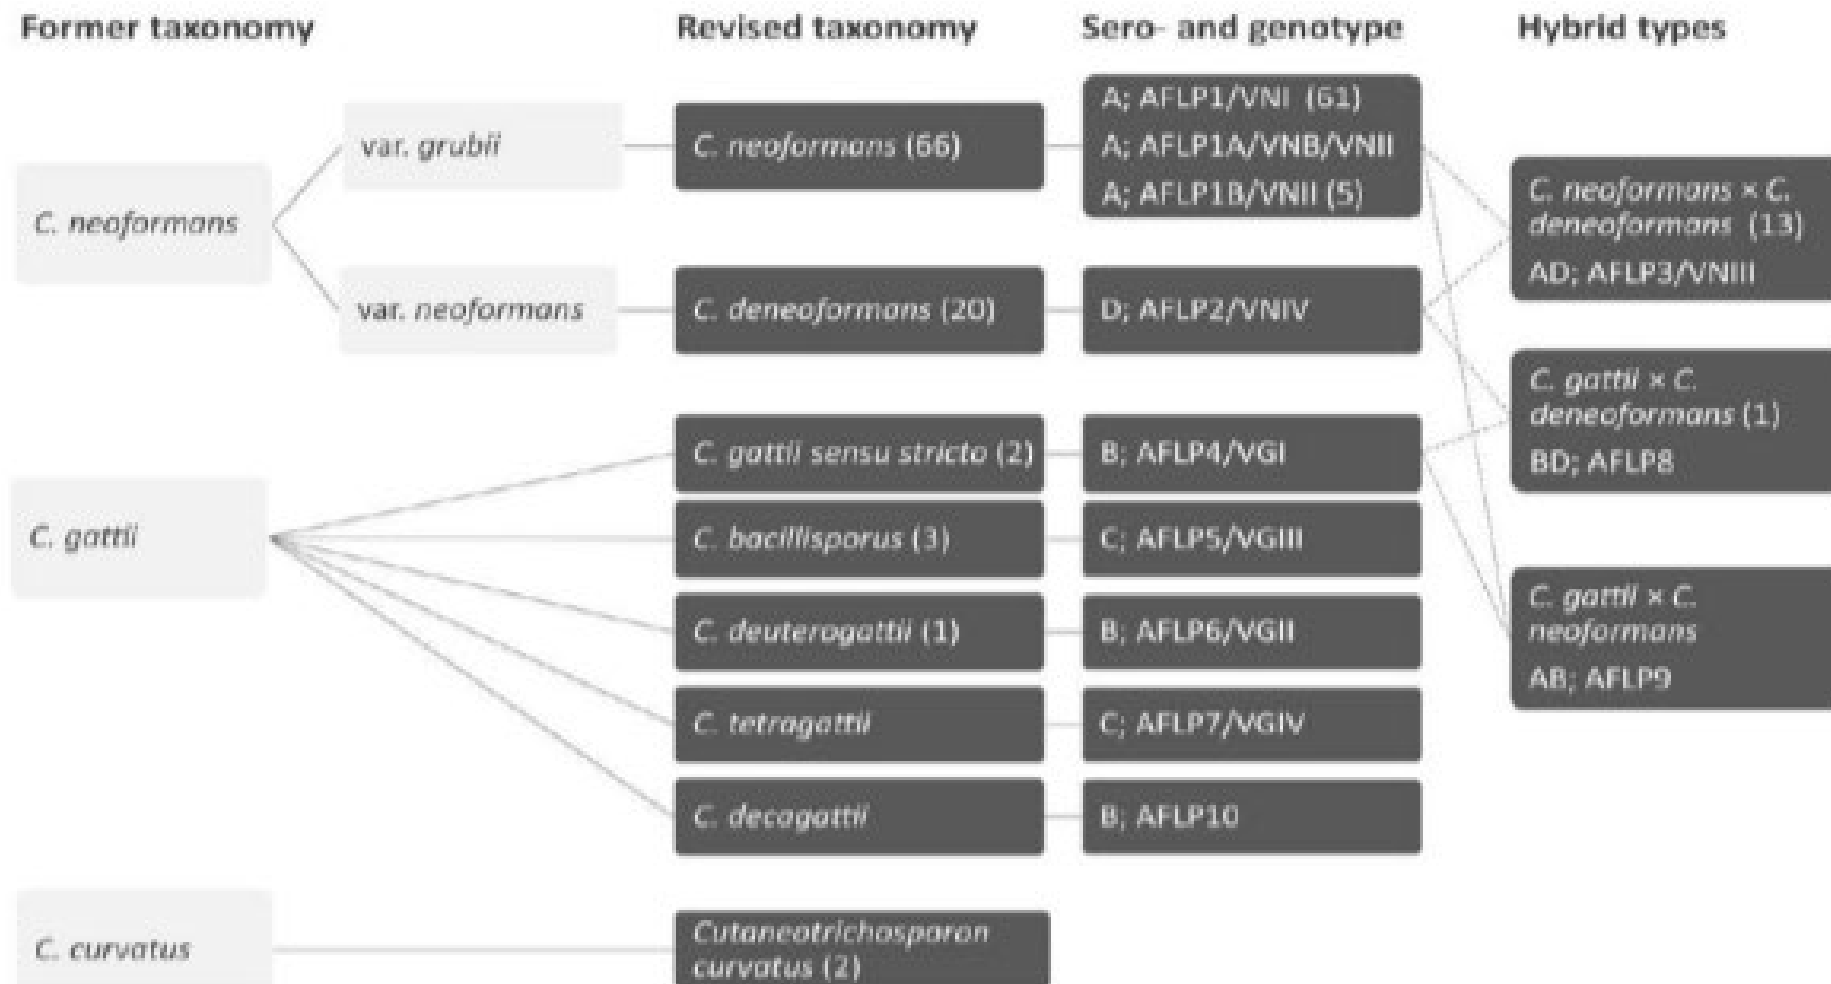 Former taxonomy
Revised taxonomy
Sero- and genotype
Hybrid types
C. neoformans
var. grubii
C. neoformans (66)
A; AFLP1/VNI (61)
A; AFLP1A/VNB/VNII
A; AFLP1B/VNII (5)
var. neoformans
C. deneoformans (20)
D; AFLP2/VNIV
C. neoformans × C.
deneoformans (13)
AD; AFLP3/VNIII
C. gattii × C.
deneoformans (1)
BD; AFLP8
C. gattii × C.
neoformans
AB; AFLP9
C. gattii
C. gattii sensu stricto (2)
B; AFLP4/VGI
C. bacillisporus (3)
C; AFLP5/VGIII
C. deuterogattii (1)
B; AFLP6/VGII
C. tetragattii
C; AFLP7/VGIV
C. decagattii
B; AFLP10
C. curvatus
Cutaneotrichosporon
curvatus (2)